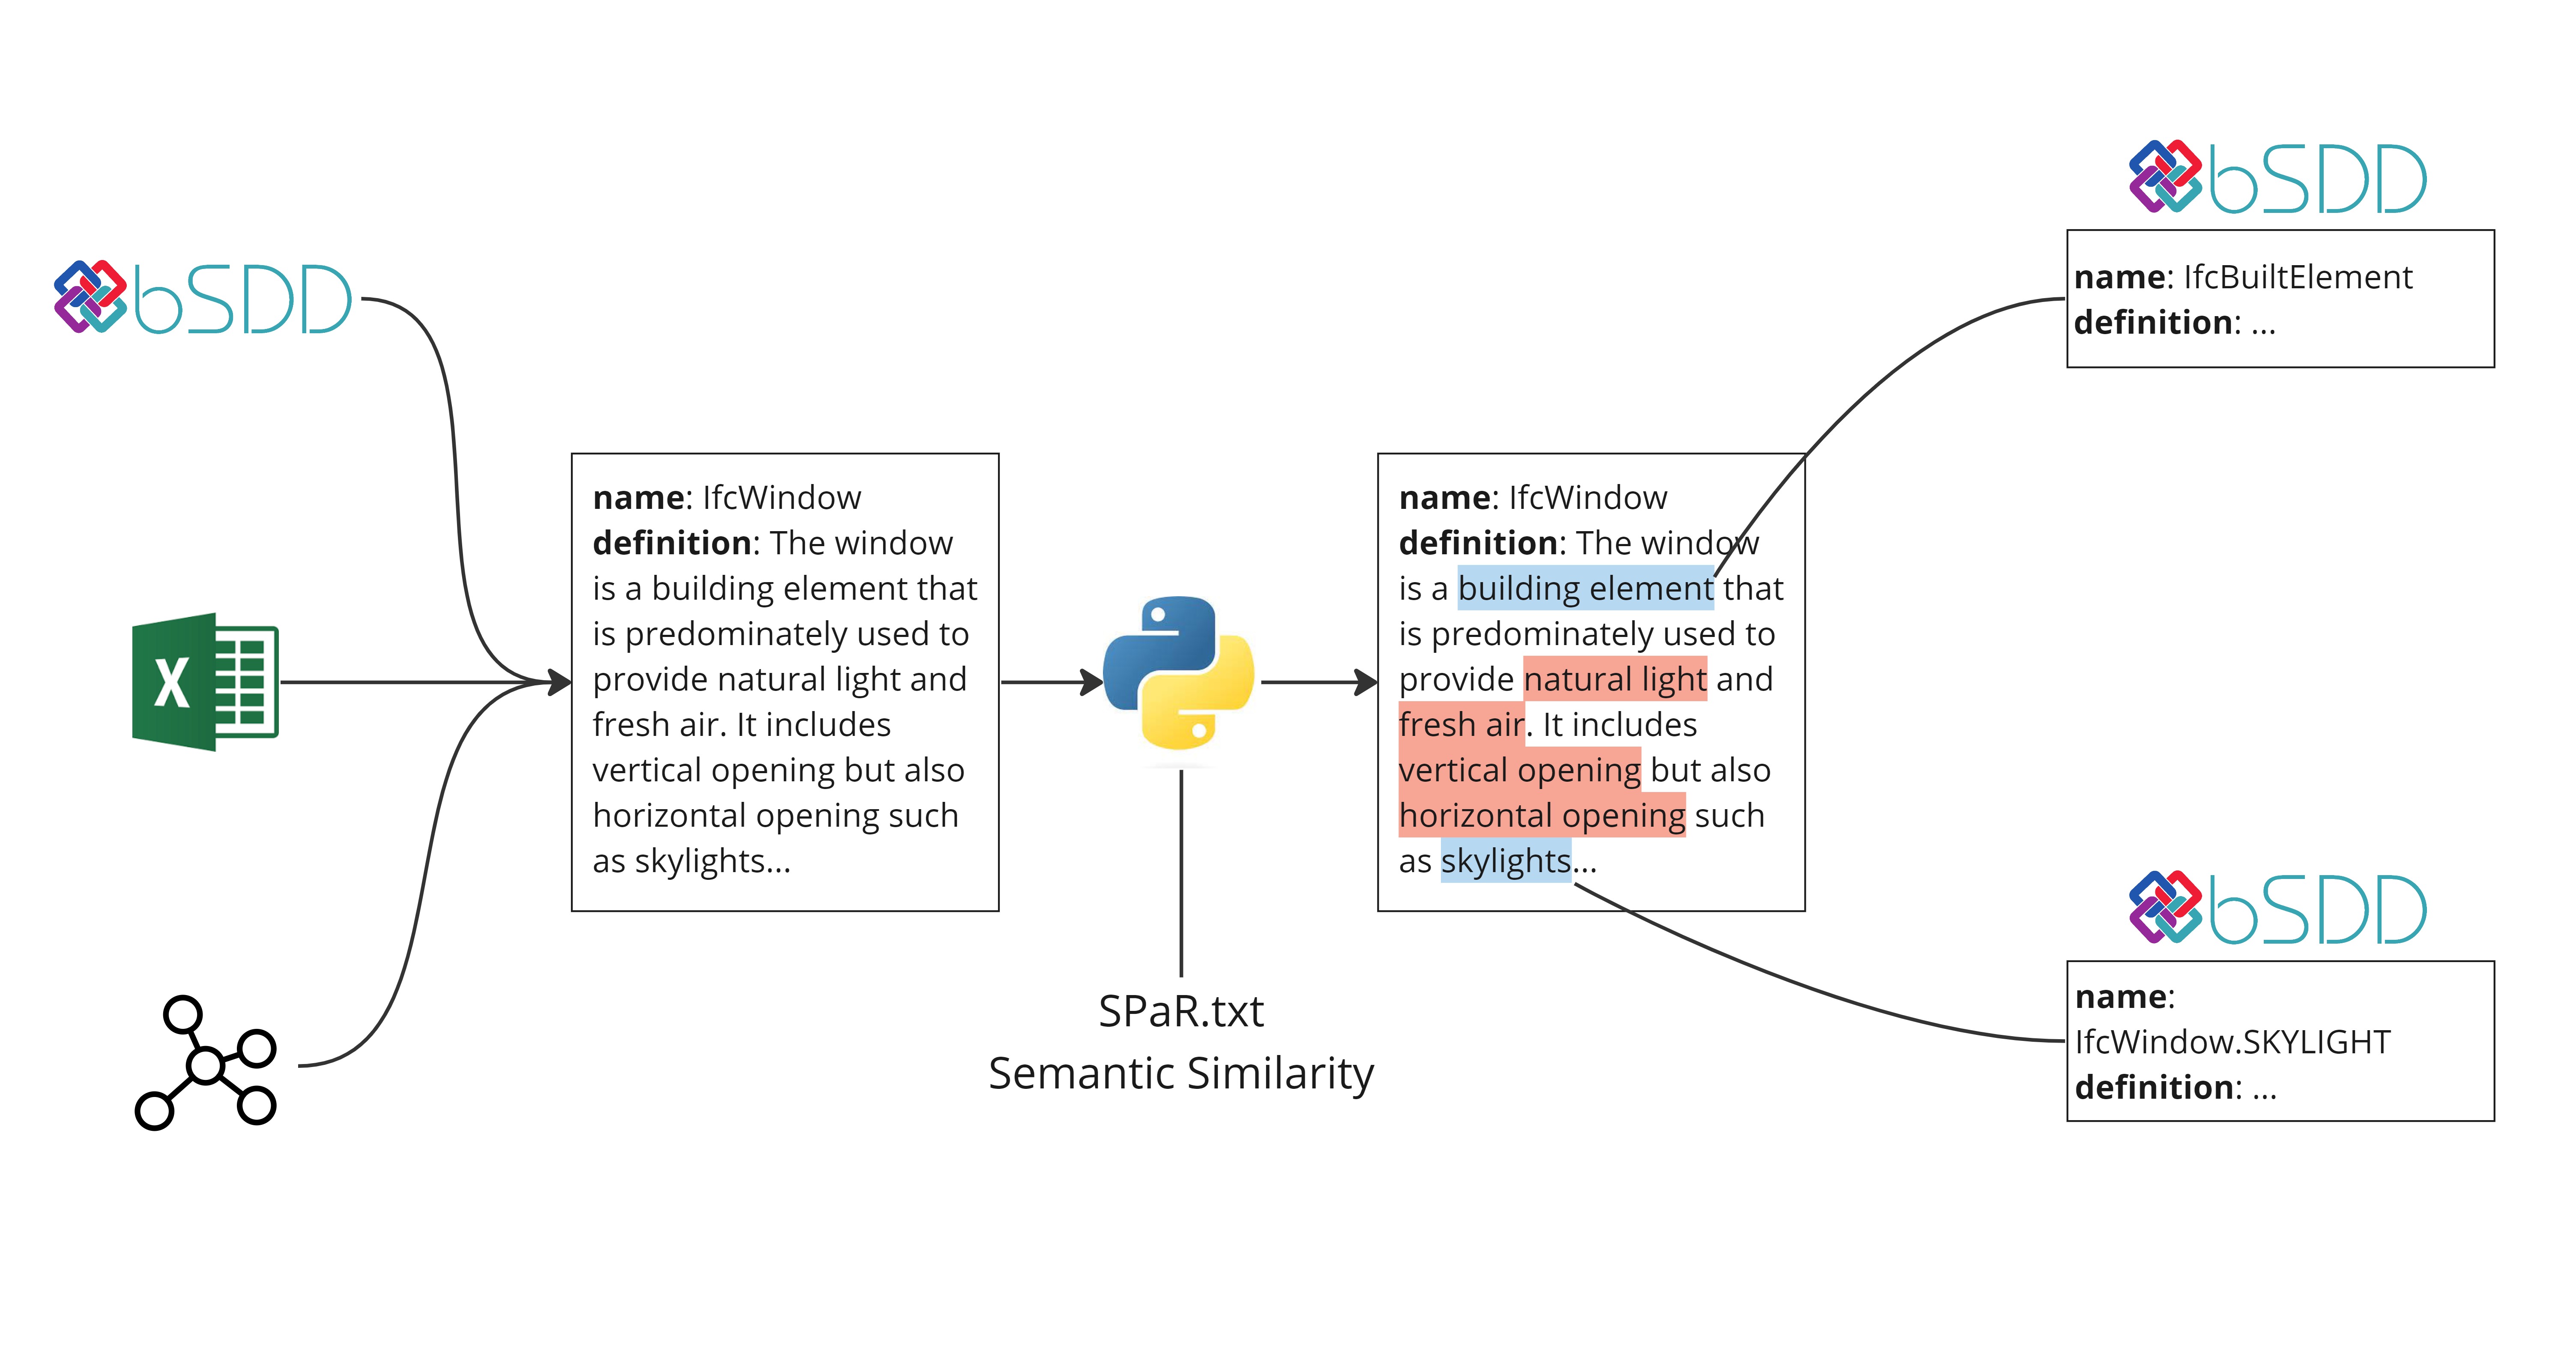 bSDD
X
name: IfcWindow
definition: The window
is a building element that
is predominately used to
provide natural light and
fresh air. It includes
vertical opening but also
horizontal opening such
as skylights...
SPaR.txt
Semantic Similarity
name: IfcWindow
definition: The window
is a building element that
is predominately used to
provide natural light and
fresh air. It includes
vertical opening but also
horizontal opening such
as skylights...
bSDD
name: IfcBuiltElement
definition: ...
bSDD
name:
IfcWindow.SKYLIGHT
definition: ...